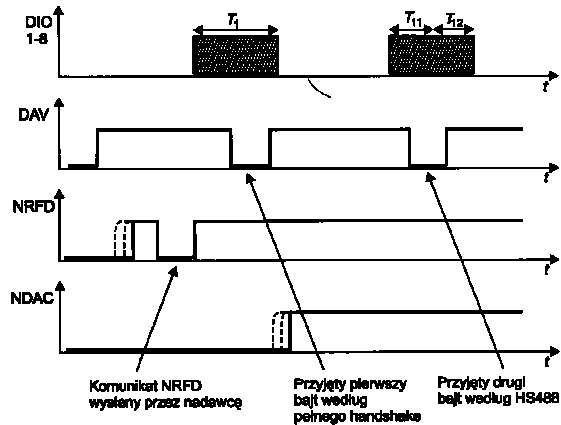 DIO
1-8
T1
T11
T12
t
DAV
t
NRFD
t
NDAC
t
Komunikat NRFD
wysłany przez nadawcę
Przyjęty pierwszy
bajt według
pełnego handshake
Przyjęty drugi
bajt według HS488